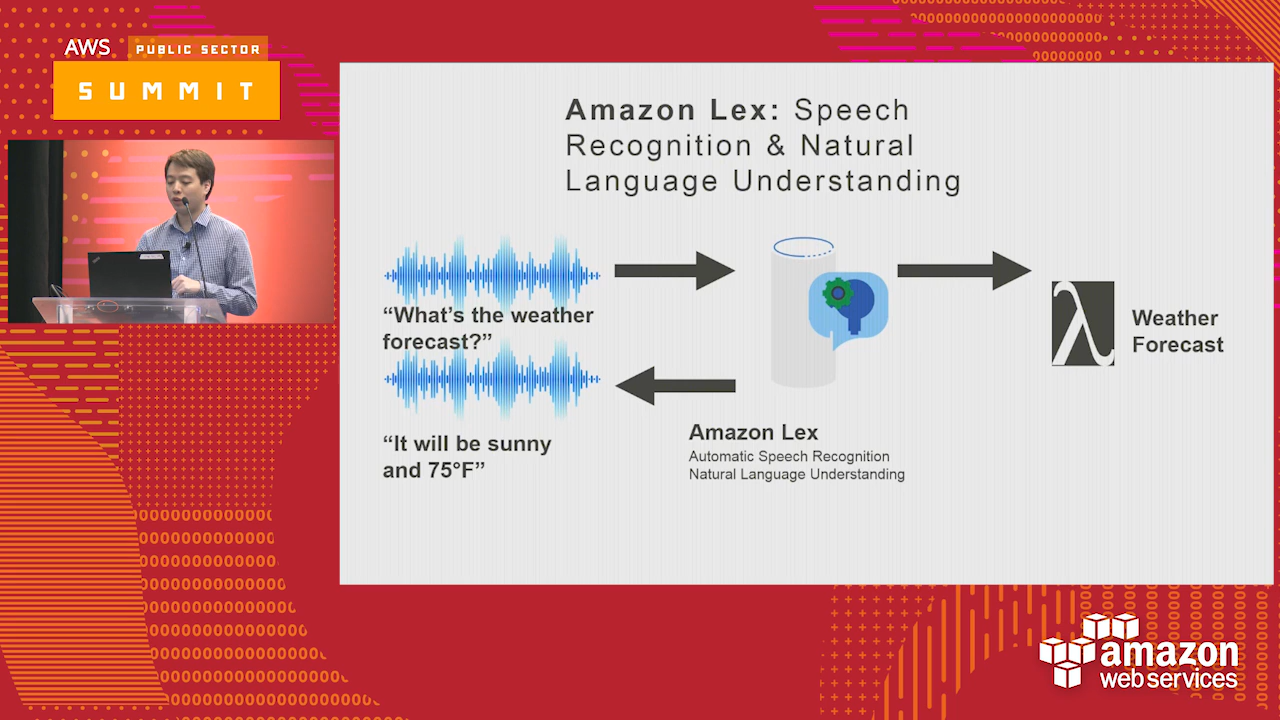 AWS PUBLIC SECTOR
SUMMIT
Amazon Lex: Speech
Recognition & Natural
Language Understanding
“What’s the weather
forecast?”
“It will be sunny
and 75°F”
Amazon Lex
Automatic Speech Recognition
Natural Language Understanding
λ
Weather
Forecast
amazon
web services